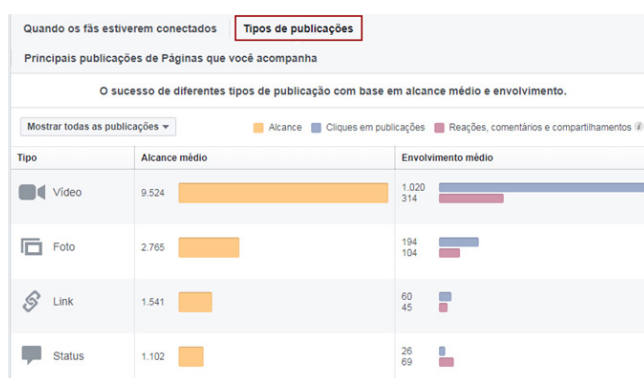 Quando os fãs estiverem conectados Tipos de publicações
Principais publicações de Páginas que você acompanha
O sucesso de diferentes tipos de publicação com base em alcance médio e envolvimento.
Mostrar todas as publicações Alcance Cliques em publicações Reações, comentários e compartilhamentos i
Tipo Alcance médio Envolvimento médio
Vídeo 9.524 1.020
314
Foto 2.765 194
104
Link 1.541 60
45
Status 1.102 26
69